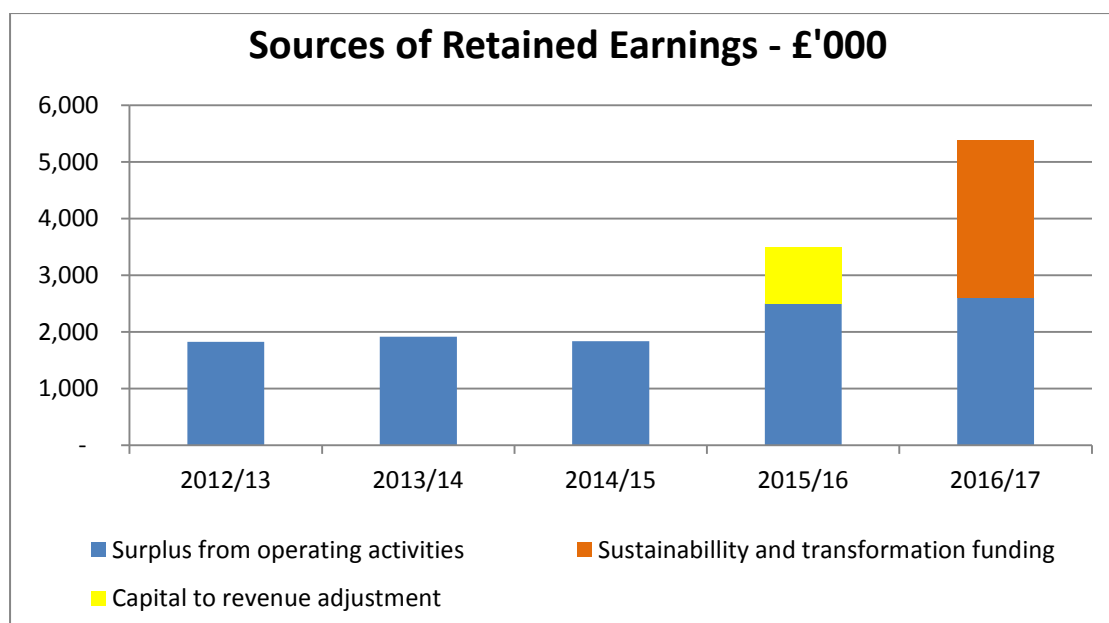 Sources of Retained Earnings - £'000
6,000
5,000
4,000
3,000
2,000
1,000
-
2012/13 2013/14 2014/15 2015/16 2016/17
Surplus from operating activities Sustainabillity and transformation funding
Capital to revenue adjustment